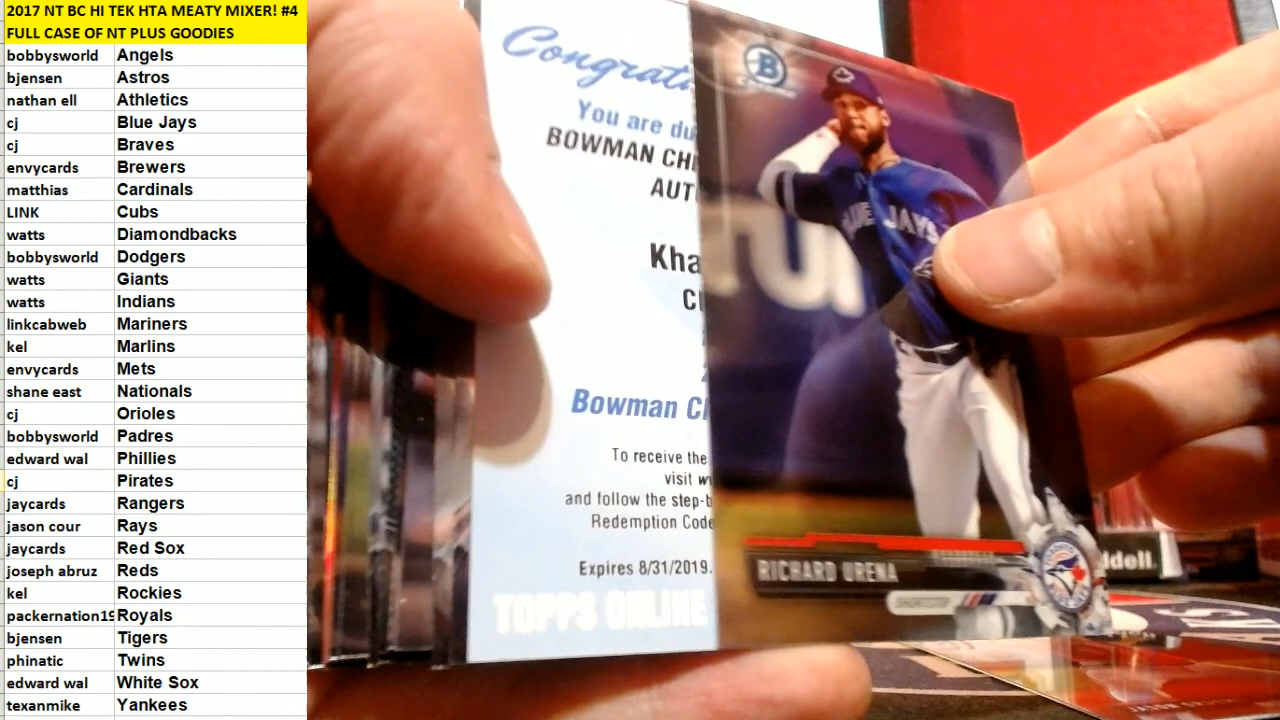 2017 NT BC HI TEK HTA MEATY MIXER! #4
FULL CASE OF NT PLUS GOODIES
bobbysworld Angels
bjensen Astros
nathan ell Athletics
cj Blue Jays
cj Braves
envycards Brewers
matthias Cardinals
LINK Cubs
watts Diamondbacks
bobbysworld Dodgers
watts Giants
watts Indians
linkcabweb Mariners
kel Marlins
envycards Mets
shane east Nationals
cj Orioles
bobbysworld Padres
edward wal Phillies
cj Pirates
jaycards Rangers
jason cour Rays
jaycards Red Sox
joseph abruz Reds
kel Rockies
packernation19 Royals
bjensen Tigers
phinatic Twins
edward wal White Sox
texanmike Yankees
Congrat
You are du
BOWMAN CH
AUT
Kha
C
Bowman C
To receive the
visit w
and follow the step-b
Redemption Code
Expires 8/31/2019.
TOPPS ONLINE
B
BLUE JAYS
RICHARD URENA
SHORTSTOP
ddell